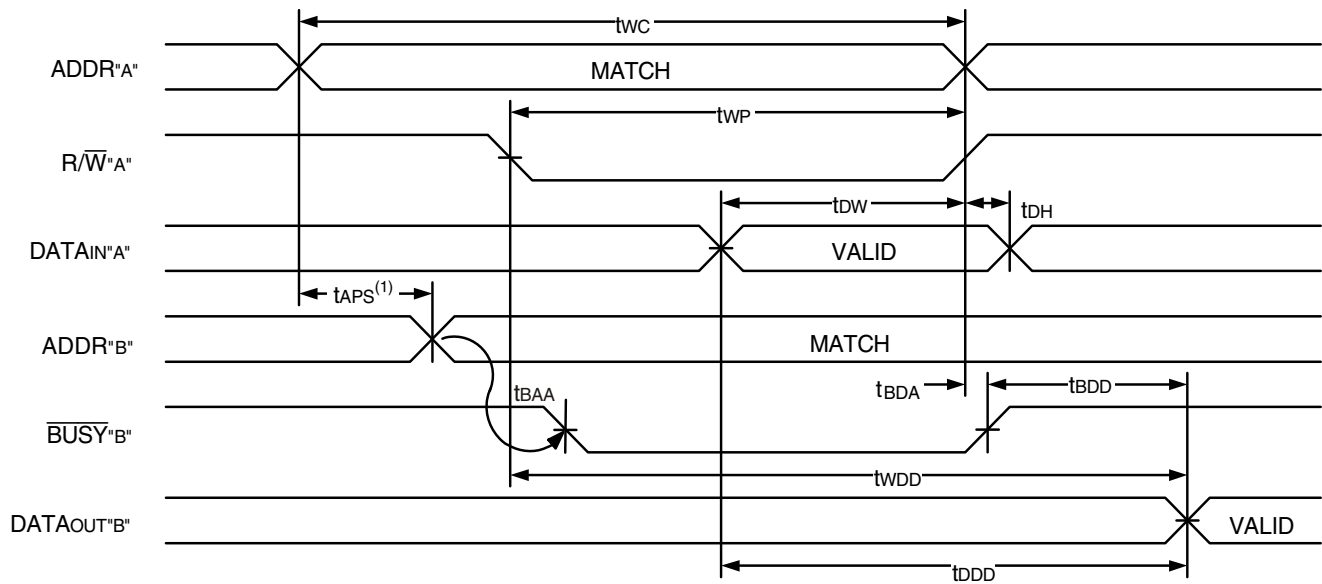 tWC
ADDR"A"
MATCH
tWP
R/W̅"A"
tDW
tDH
DATAIN"A"
VALID
tAPS(1)
ADDR"B"
MATCH
tBAA
tBDA
tBDD
B̅U̅S̅Y̅"B"
tWDD
DATAOUT"B"
VALID
tDDD